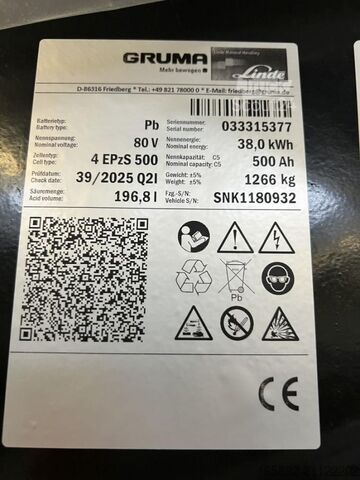 GRUMA
Mehr bewegen
Linde Material Handling
Linde
D-86316 Friedberg * Tel.: +49 821 78000 0 * E-Mail: friedberg@gruma.de
Batterietyp: Pb Seriennummer: 033315377
Battery type: Serial number:
Nennspannung: 80 V Nennenergie: 38,0 kWh
Nominal voltage: Nominal energy:
Zellentyp: 4 EPzS 500 Nennkapazität: C5 500 Ah
Cell type: Nominal capacity: C5
Prüfdatum: 39/2025 Q2I Gewicht: ±5% 1266 kg
Check date: Weight: ±5%
Säuremenge: 196,8 l Fzg.-S/N: SNK1180932
Acid volume: Vehicle S/N:
Pb
CE